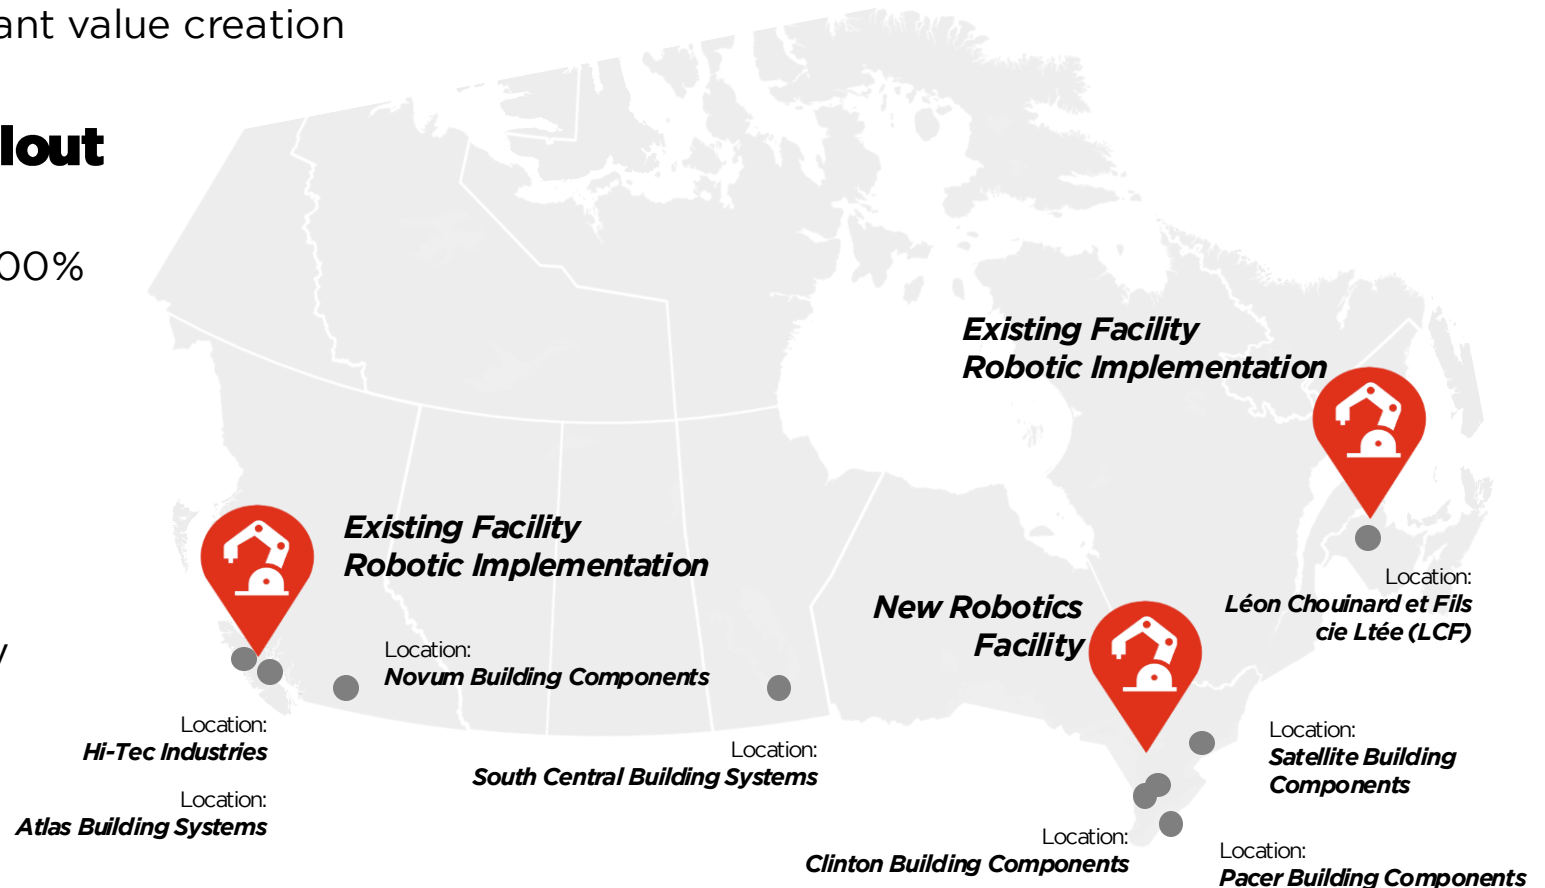 ant value creation
lout
00%
y
Existing Facility
Robotic Implementation
Existing Facility
Robotic Implementation
New Robotics
Facility
Location:
Léon Chouinard et Fils
cie Ltée (LCF)
Location:
Novum Building Components
Location:
Hi-Tec Industries
Location:
South Central Building Systems
Location:
Satellite Building
Components
Location:
Atlas Building Systems
Location:
Clinton Building Components
Location:
Pacer Building Components